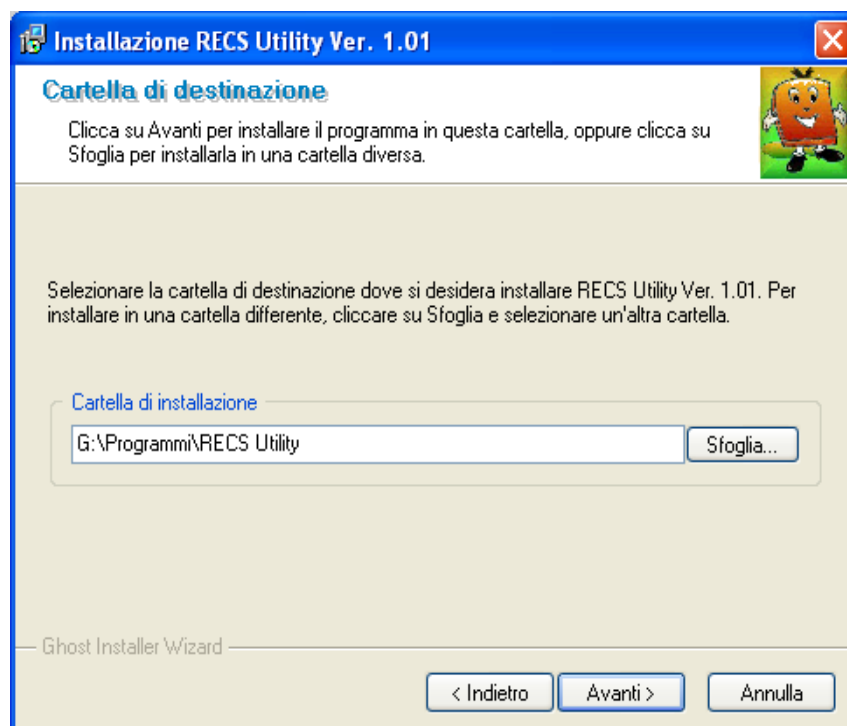 Installazione RECS Utility Ver. 1.01
Cartella di destinazione
Clicca su Avanti per installare il programma in questa cartella, oppure clicca su
Sfoglia per installarla in una cartella diversa.
Selezionare la cartella di destinazione dove si desidera installare RECS Utility Ver. 1.01. Per
installare in una cartella differente, cliccare su Sfoglia e selezionare un'altra cartella.
Cartella di installazione
G:\Programmi\RECS Utility
Sfoglia...
Ghost Installer Wizard
< Indietro
Avanti >
Annulla